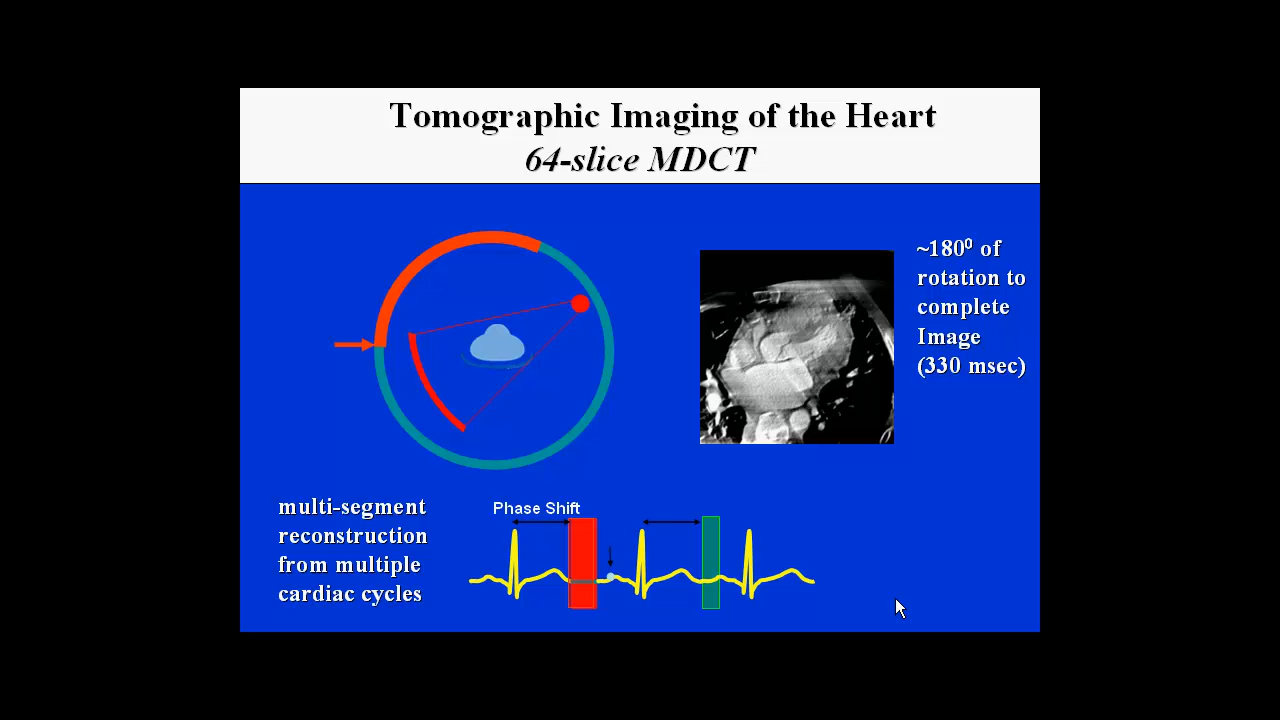 Tomographic Imaging of the Heart
64-slice MDCT
~180⁰ of
rotation to
complete
Image
(330 msec)
multi-segment
reconstruction
from multiple
cardiac cycles
Phase Shift